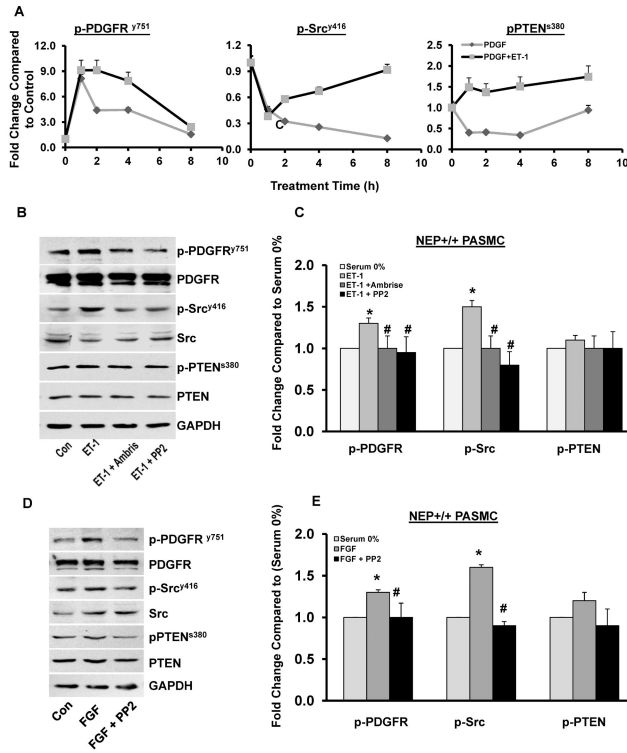 A
p-PDGFR y751
p-Src y416
pPTEN s380
Fold Change Compared to Control
12.0
9.0
6.0
3.0
0.0
0 2 4 6 8 10
1.2
0.9
0.6
0.3
0
C
0 2 4 6 8 10
PDGF
PDGF+ET-1
2.5
2.0
1.5
1.0
0.5
0.0
0 2 4 6 8 10
Treatment Time (h)
B
p-PDGFR y751
PDGFR
p-Src y416
Src
p-PTEN s380
PTEN
GAPDH
Con
ET-1
ET-1 + Ambris
ET-1 + PP2
C
NEP+/+ PASMC
Fold Change Compared to Serum 0%
2.0
1.5
1.0
0.5
0.0
Serum 0%
ET-1
ET-1 +Ambrise
ET-1 + PP2
* # #
* # #
p-PDGFR
p-Src
p-PTEN
D
p-PDGFR y751
PDGFR
p-Src y416
Src
pPTEN s380
PTEN
GAPDH
Con
FGF
FGF + PP2
E
NEP+/+ PASMC
Fold Change Compared to (Serum 0%)
2.0
1.5
1.0
0.5
0.0
Serum 0%
FGF
FGF + PP2
* #
* #
p-PDGFR
p-Src
p-PTEN